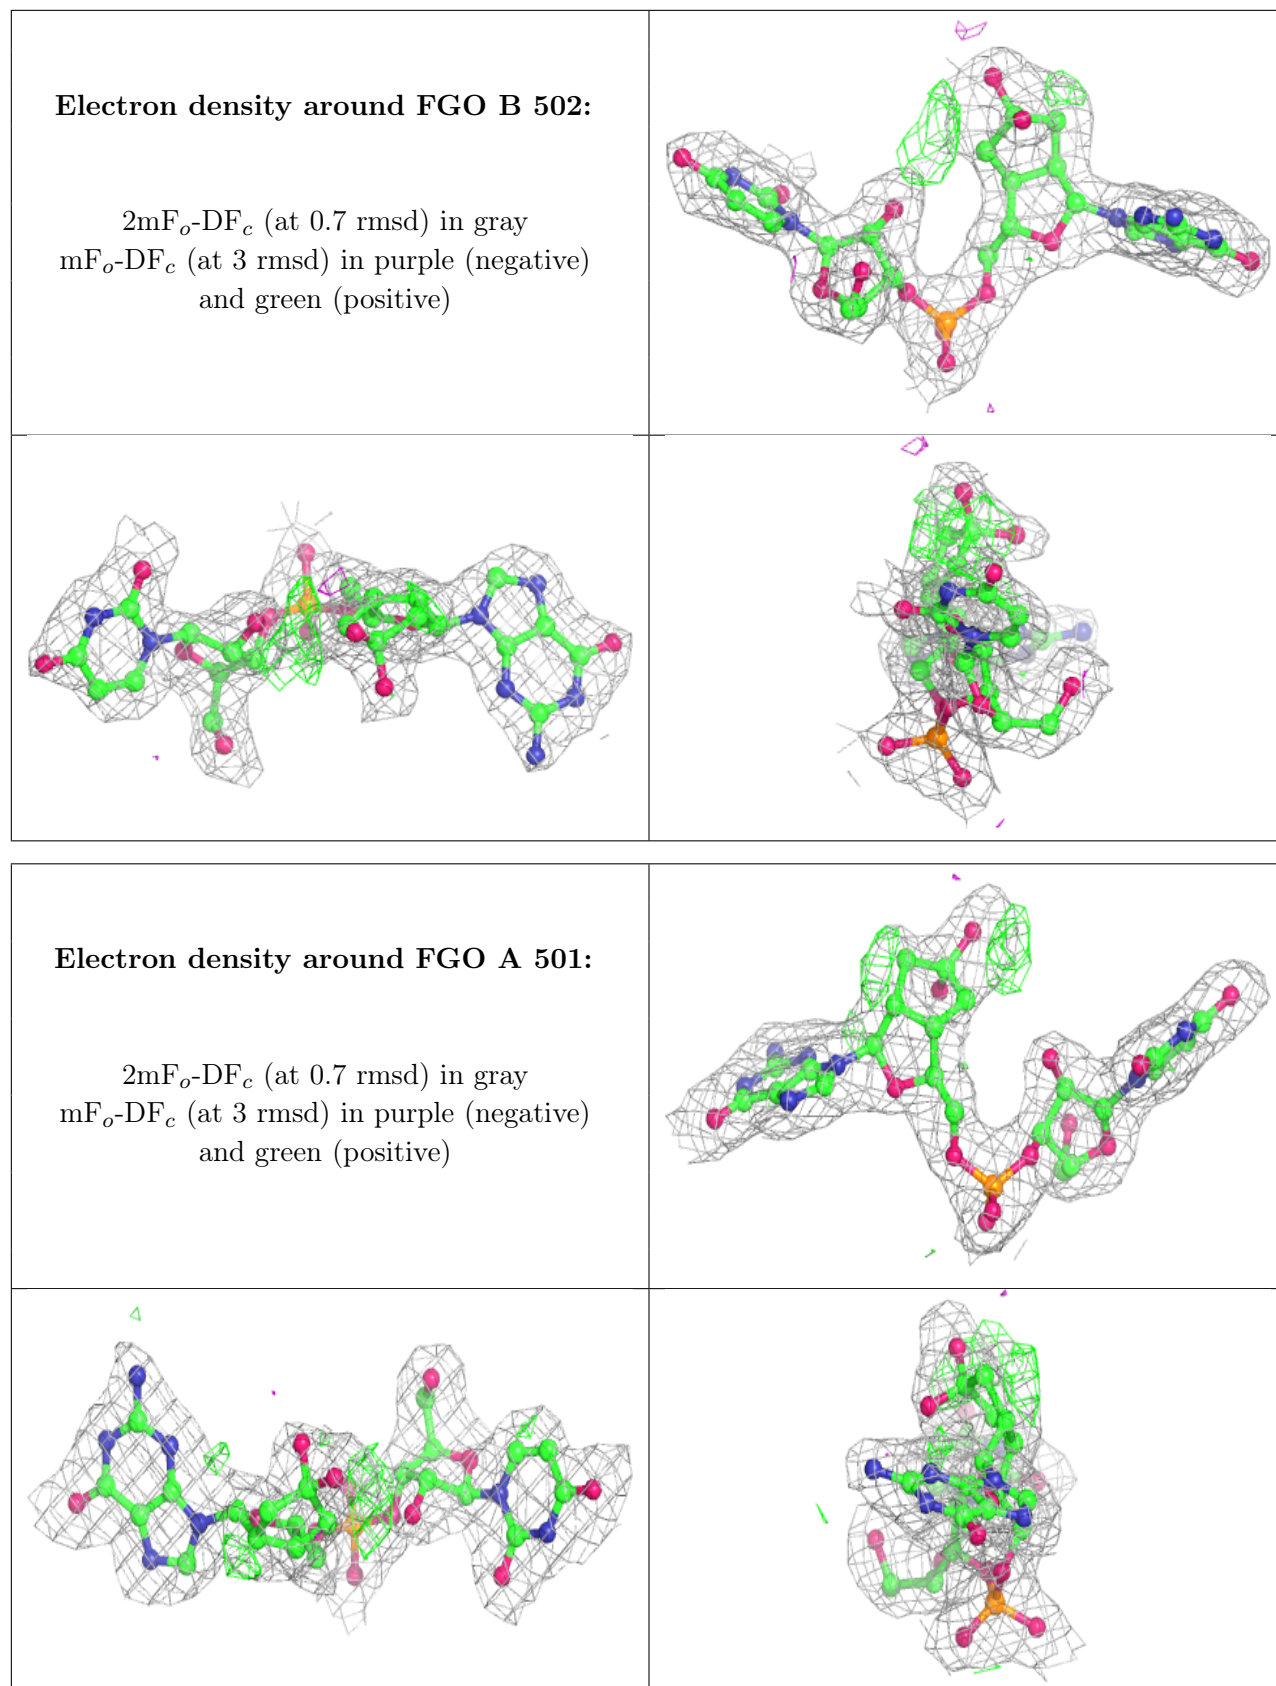 Electron density around FGO B 502:
2mFo-DFc (at 0.7 rmsd) in gray
mFo-DFc (at 3 rmsd) in purple (negative)
and green (positive)
Electron density around FGO A 501:
2mFo-DFc (at 0.7 rmsd) in gray
mFo-DFc (at 3 rmsd) in purple (negative)
and green (positive)